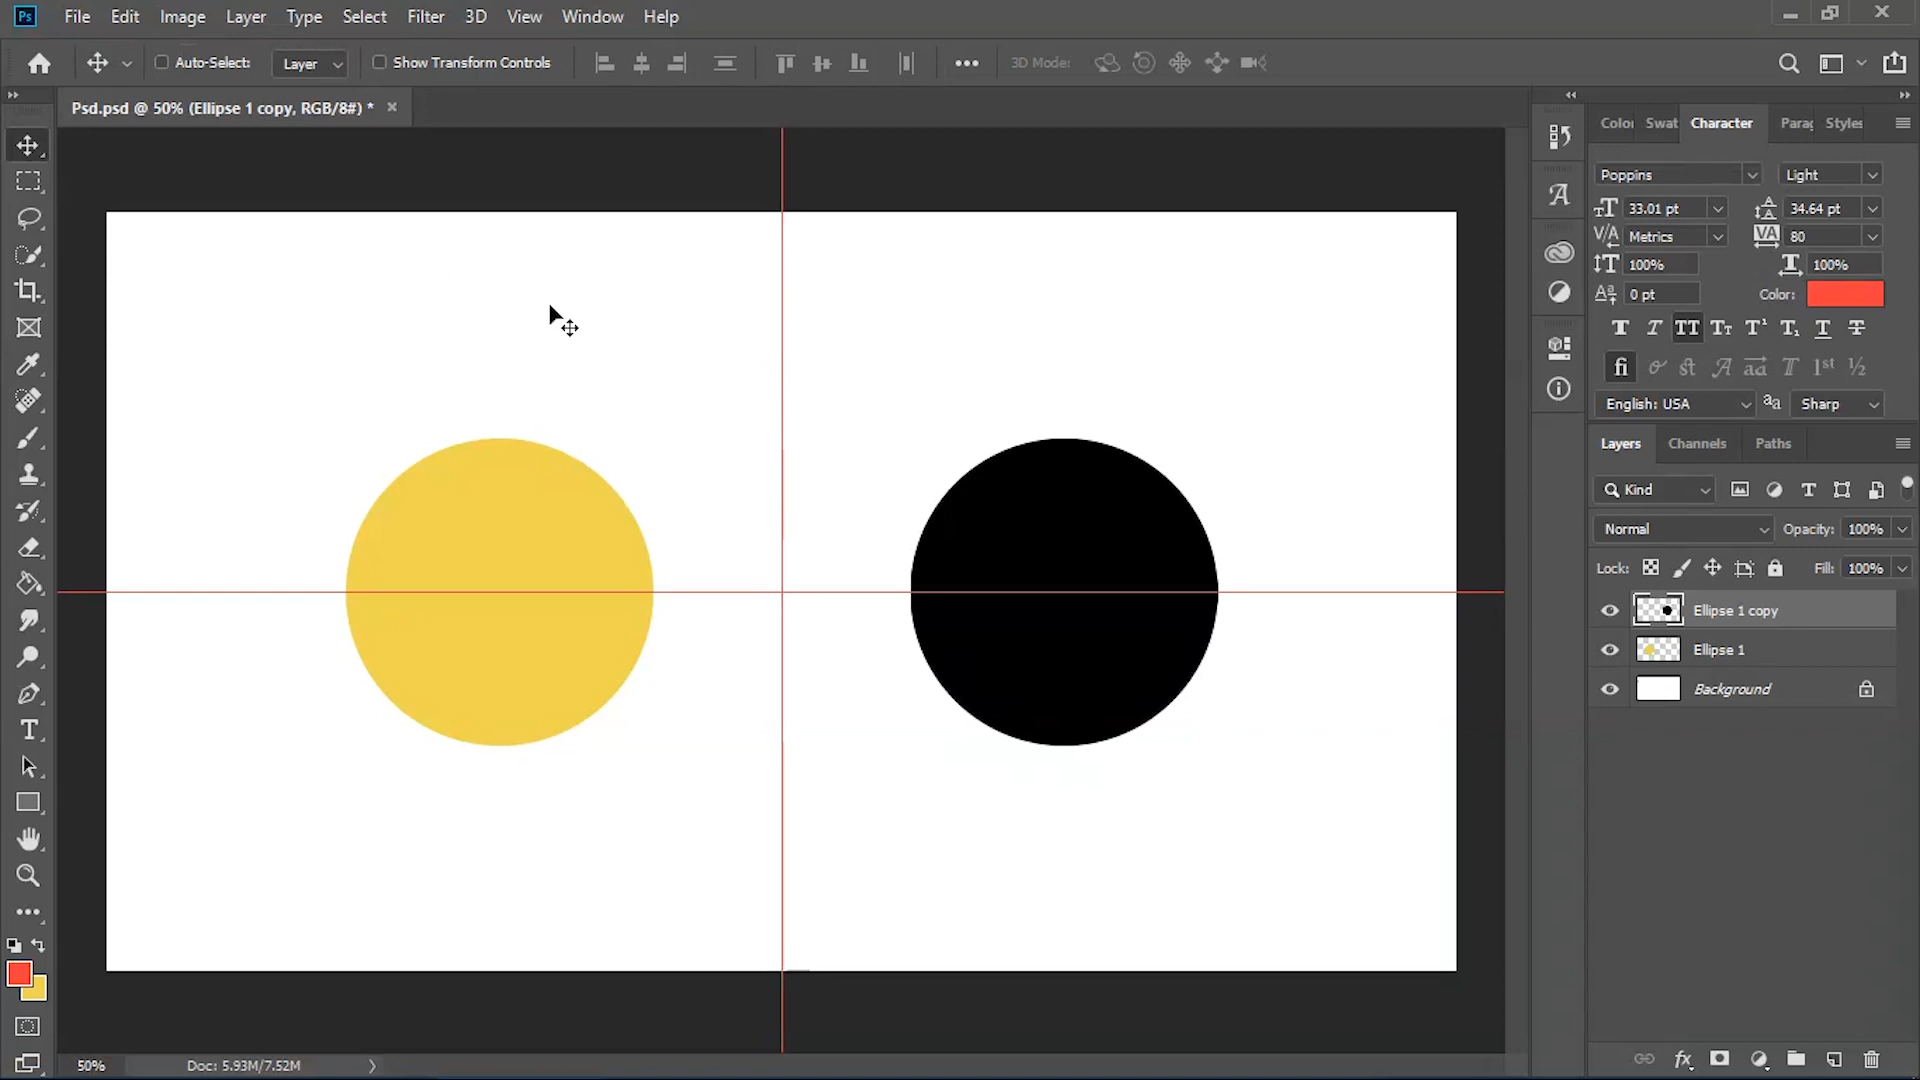 Ps File Edit Image Layer Type Select Filter 3D View Window Help
Auto-Select: Layer Show Transform Controls 3D Mode:
Psd.psd @ 50% (Ellipse 1 copy, RGB/8#) *
Color Swat Character Parag Styles
Poppins Light
33.01 pt 34.64 pt
Metrics 80
100% 100%
0 pt Color:
English: USA Sharp
Layers Channels Paths
Kind
Normal Opacity: 100%
Lock: Fill: 100%
Ellipse 1 copy
Ellipse 1
Background
50% Doc: 5.93M/7.52M